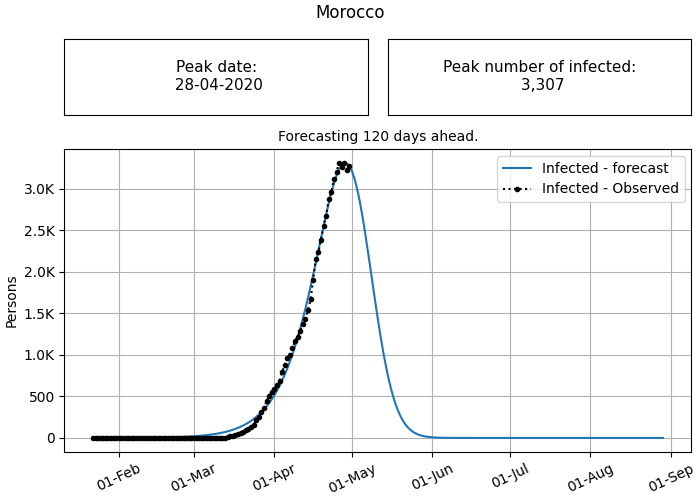 Morocco
Peak date:
28-04-2020
Peak number of infected:
3,307
Forecasting 120 days ahead.
Infected - forecast
Infected - Observed
Persons
3.0K
2.5K
2.0K
1.5K
1.0K
500
0
01-Feb
01-Mar
01-Apr
01-May
01-Jun
01-Jul
01-Aug
01-Sep